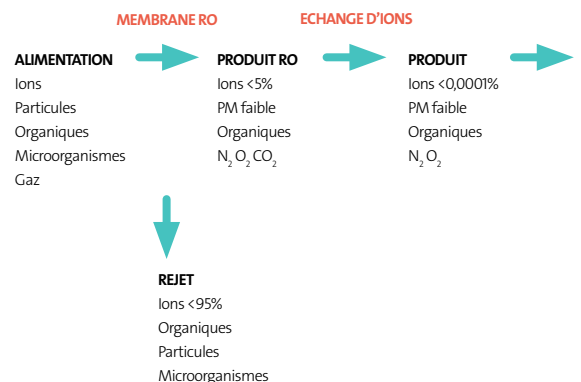 MEMBRANE RO
ECHANGE D'IONS
ALIMENTATION
Ions
Particules
Organiques
Microorganismes
Gaz
PRODUIT RO
Ions <5%
PM faible
Organiques
N₂ O₂ CO₂
PRODUIT
Ions <0,0001%
PM faible
Organiques
N₂ O₂
REJET
Ions <95%
Organiques
Particules
Microorganismes